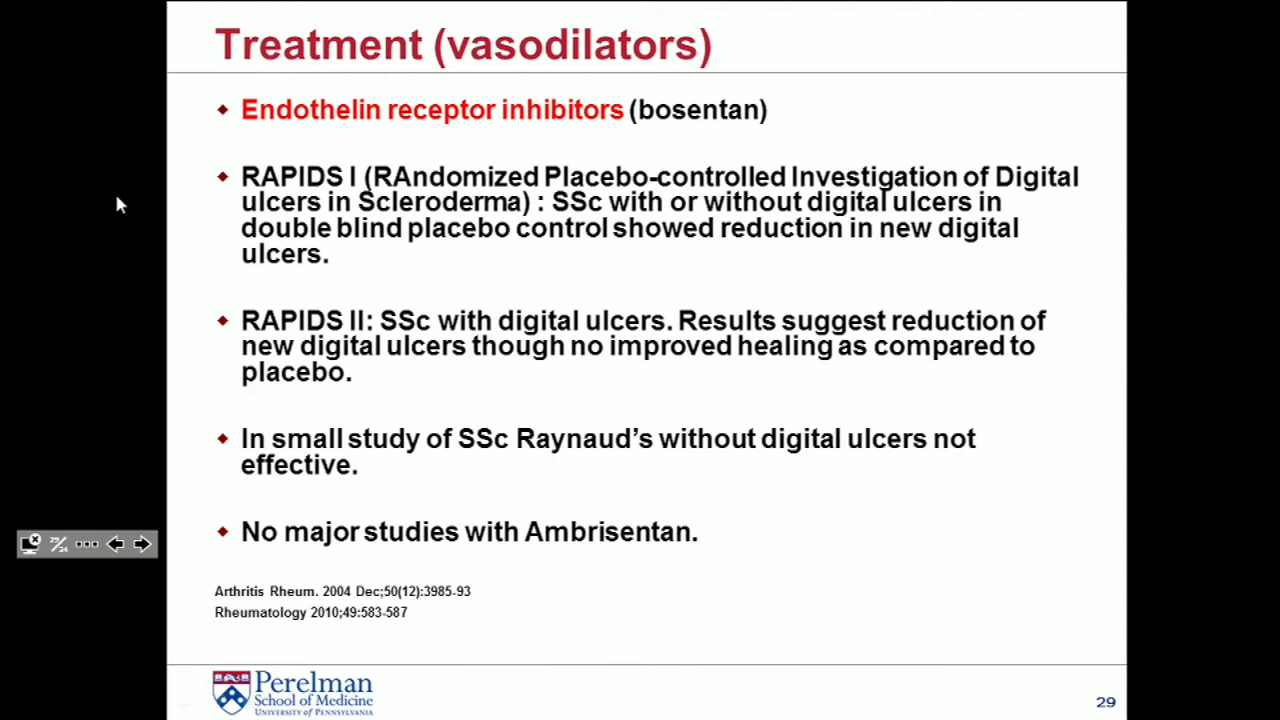 Treatment (vasodilators)
Endothelin receptor inhibitors (bosentan)
RAPIDS I (RAndomized Placebo-controlled Investigation of Digital
ulcers in Scleroderma) : SSc with or without digital ulcers in
double blind placebo control showed reduction in new digital
ulcers.
RAPIDS II: SSc with digital ulcers. Results suggest reduction of
new digital ulcers though no improved healing as compared to
placebo.
In small study of SSc Raynaud’s without digital ulcers not
effective.
No major studies with Ambrisentan.
Arthritis Rheum. 2004 Dec;50(12):3985-93
Rheumatology 2010;49:583-587
Perelman
School of Medicine
University of Pennsylvania
29